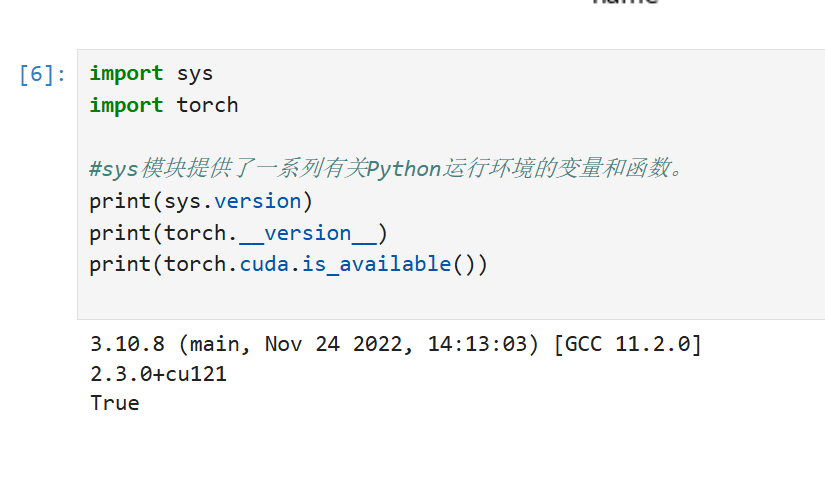 [6]:
import sys
import torch
#sys模块提供了一系列有关Python运行环境的变量和函数。
print(sys.version)
print(torch.__version__)
print(torch.cuda.is_available())
3.10.8 (main, Nov 24 2022, 14:13:03) [GCC 11.2.0]
2.3.0+cu121
True